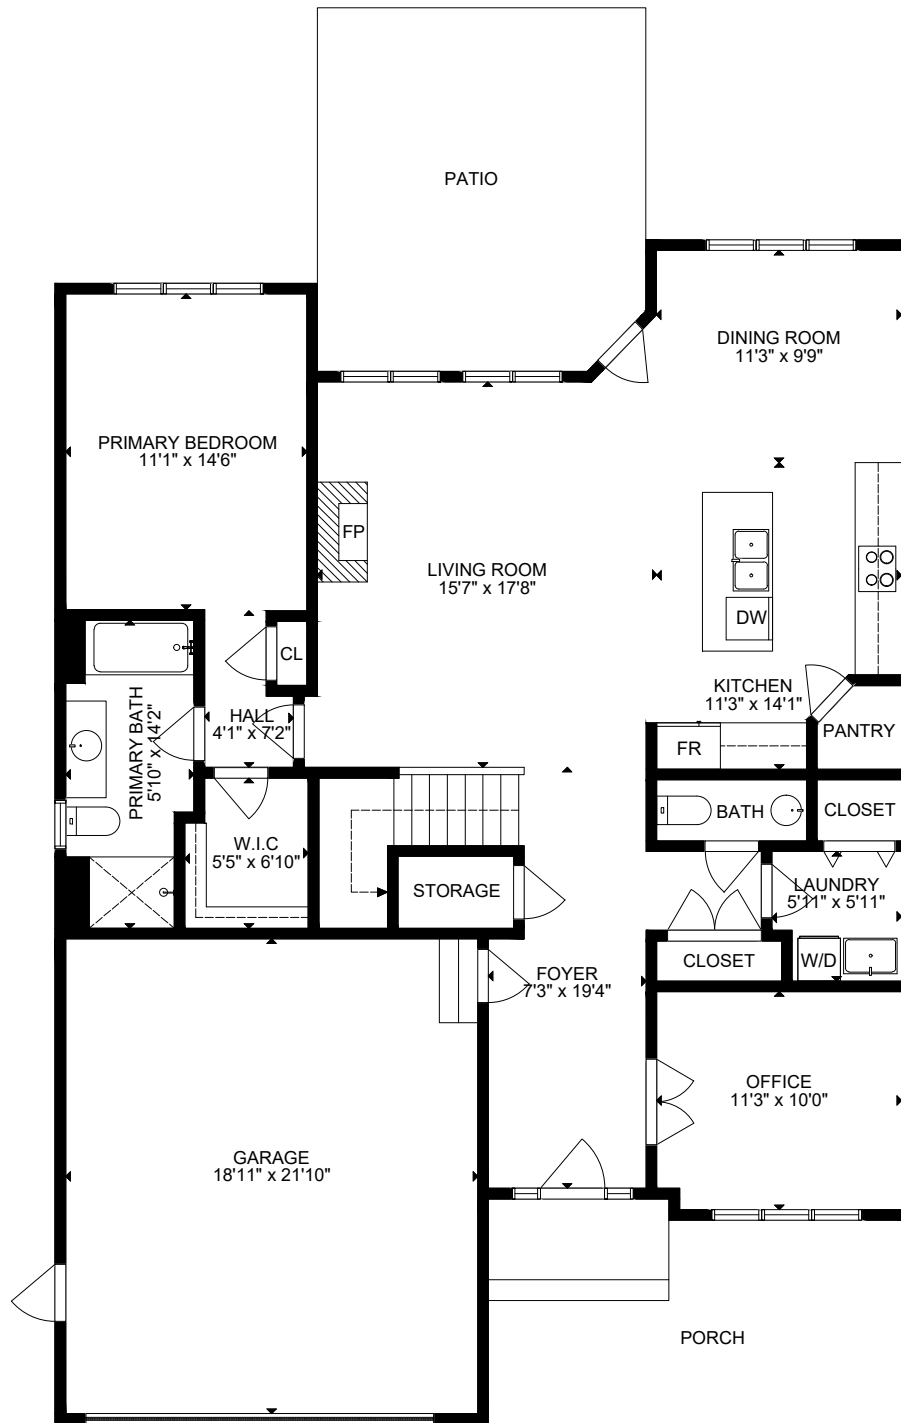 PATIO
DINING ROOM
11'3" x 9'9"
PRIMARY BEDROOM
11'1" x 14'6"
FP
LIVING ROOM
15'7" x 17'8"
DW
CL
KITCHEN
11'3" x 14'1"
PRIMARY BATH
5'10" x 14'2"
HALL
4'1" x 7'2"
FR
PANTRY
BATH
CLOSET
W.I.C
5'5" x 6'10"
STORAGE
LAUNDRY
5'11" x 5'11"
CLOSET
W/D
FOYER
7'3" x 19'4"
OFFICE
11'3" x 10'0"
GARAGE
18'11" x 21'10"
PORCH